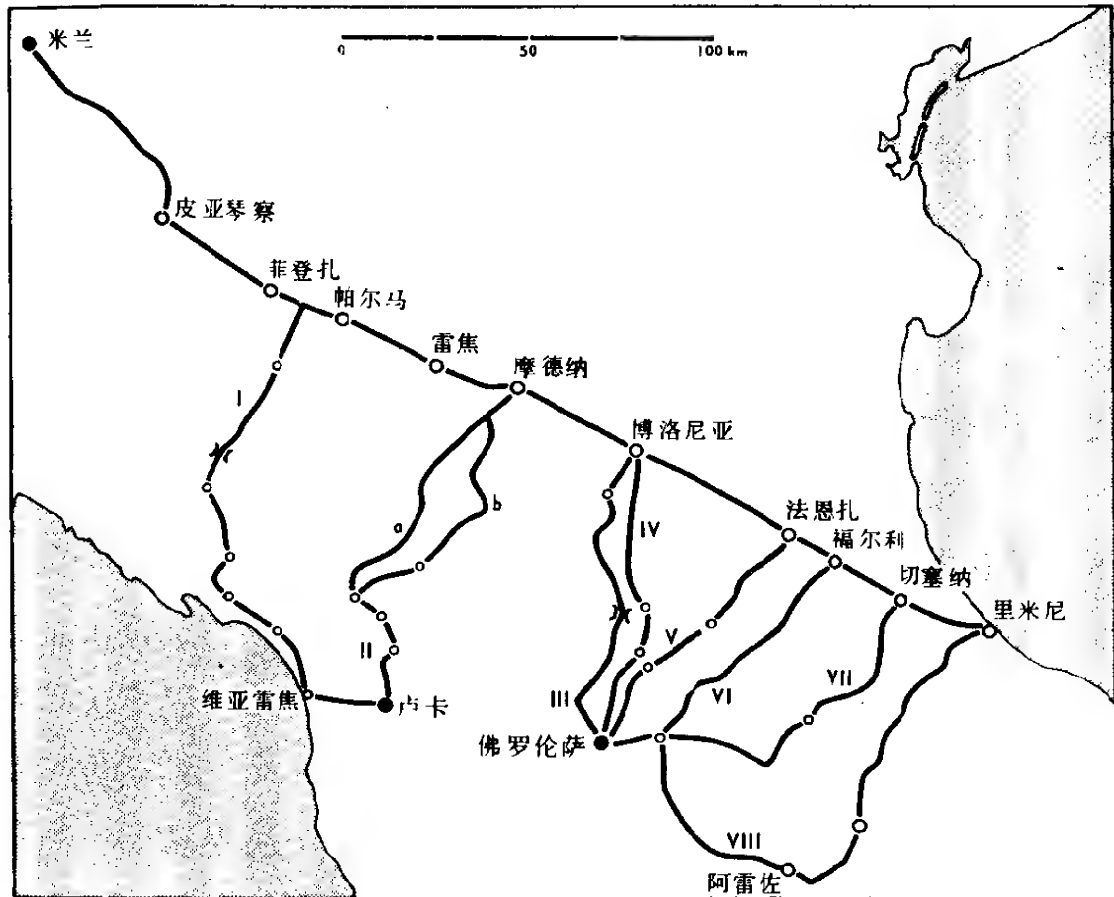 米兰
0 50 100 km
皮亚琴察
菲登扎
帕尔马
雷焦
摩德纳
I
博洛尼亚
a
b
法恩扎
IV
福尔利
切塞纳
里米尼
V
II
VII
III
VI
维亚雷焦
卢卡
佛罗伦萨
VIII
阿雷佐